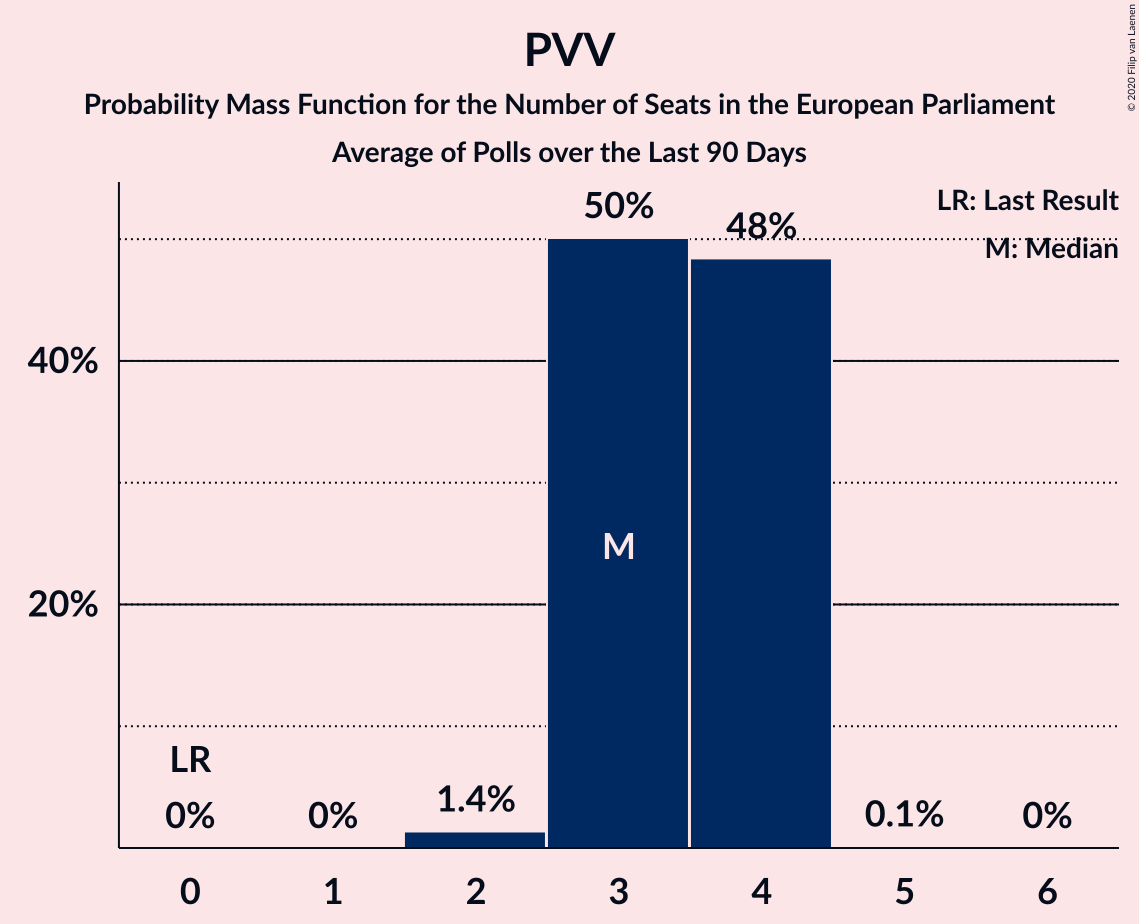 PVV
Probability Mass Function for the Number of Seats in the European Parliament
Average of Polls over the Last 90 Days
© 2020 Filip van Laenen
LR: Last Result
M: Median
50%
48%
40%
M
20%
LR
0%
0%
1.4%
0.1%
0%
0 1 2 3 4 5 6